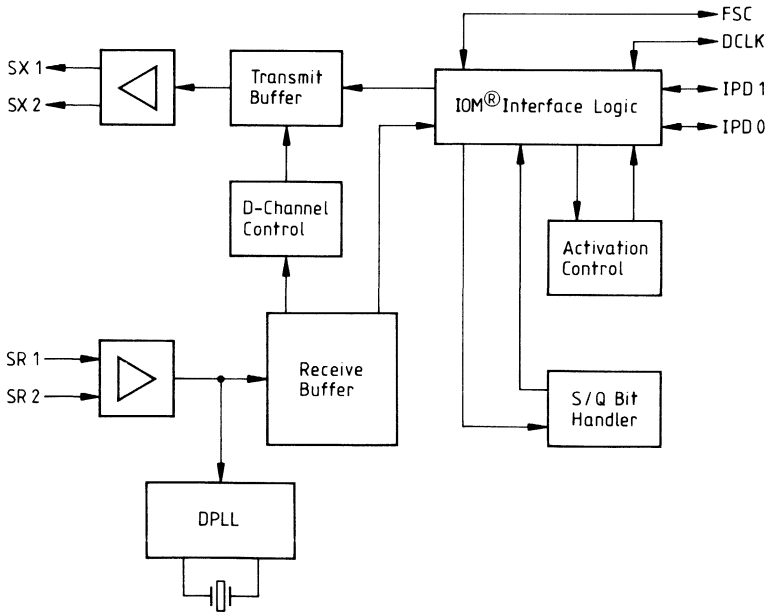 FSC
DCLK
SX 1
SX 2
Transmit
Buffer
IOM® Interface Logic
IPD 1
IPD 0
D-Channel
Control
Activation
Control
SR 1
SR 2
Receive
Buffer
S/Q Bit
Handler
DPLL